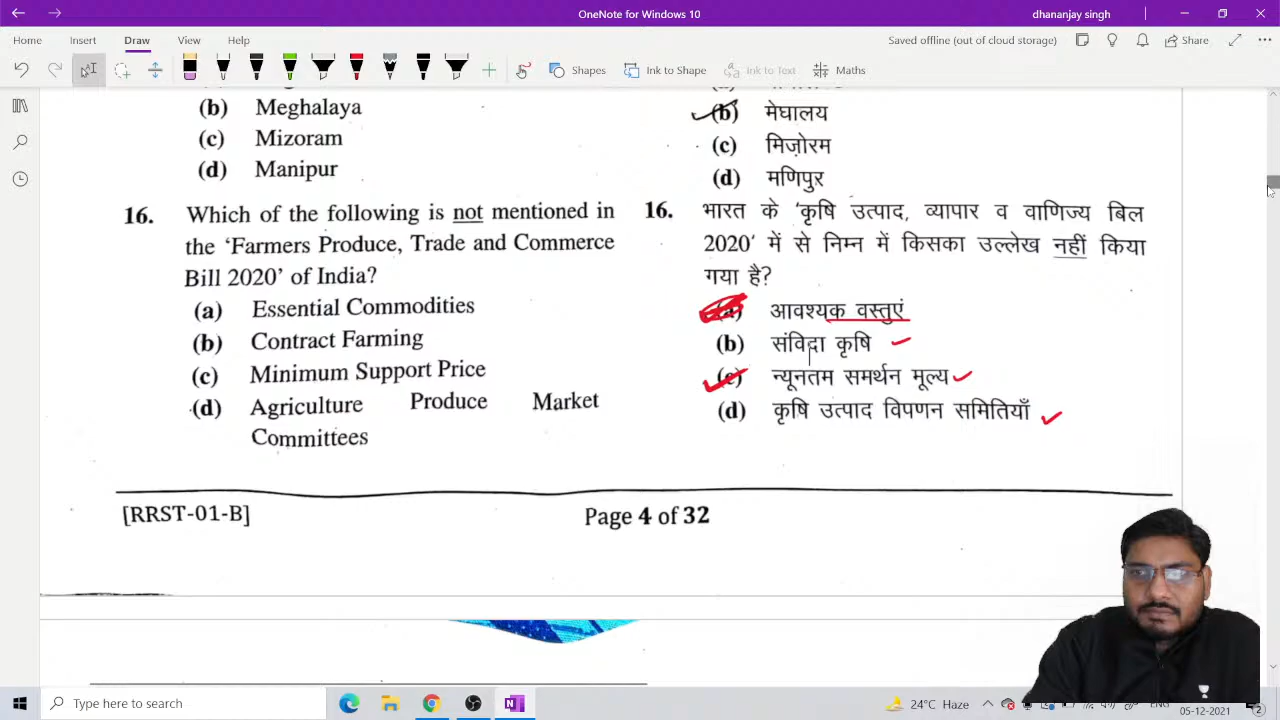 OneNote for Windows 10
dhananjay singh
Home Insert Draw View Help
Saved offline (out of cloud storage)
Share
Shapes
Ink to Shape
Ink to Text
Maths
(b) Meghalaya
(c) Mizoram
(d) Manipur
16. Which of the following is not mentioned in
the ‘Farmers Produce, Trade and Commerce
Bill 2020’ of India?
(a) Essential Commodities
(b) Contract Farming
(c) Minimum Support Price
(d) Agriculture Produce Market
Committees
(b) मेघालय
(c) मिज़ोरम
(d) मणिपुर
16. भारत के ‘कृषि उत्पाद, व्यापार व वाणिज्य बिल
2020’ में से निम्न में किसका उल्लेख नहीं किया
गया है?
(a) आवश्यक वस्तुएं
(b) संविदा कृषि
(c) न्यूनतम समर्थन मूल्य
(d) कृषि उत्पाद विपणन समितियाँ
[RRST-01-B]
Page 4 of 32
Type here to search
24°C Haze
05-12-2021